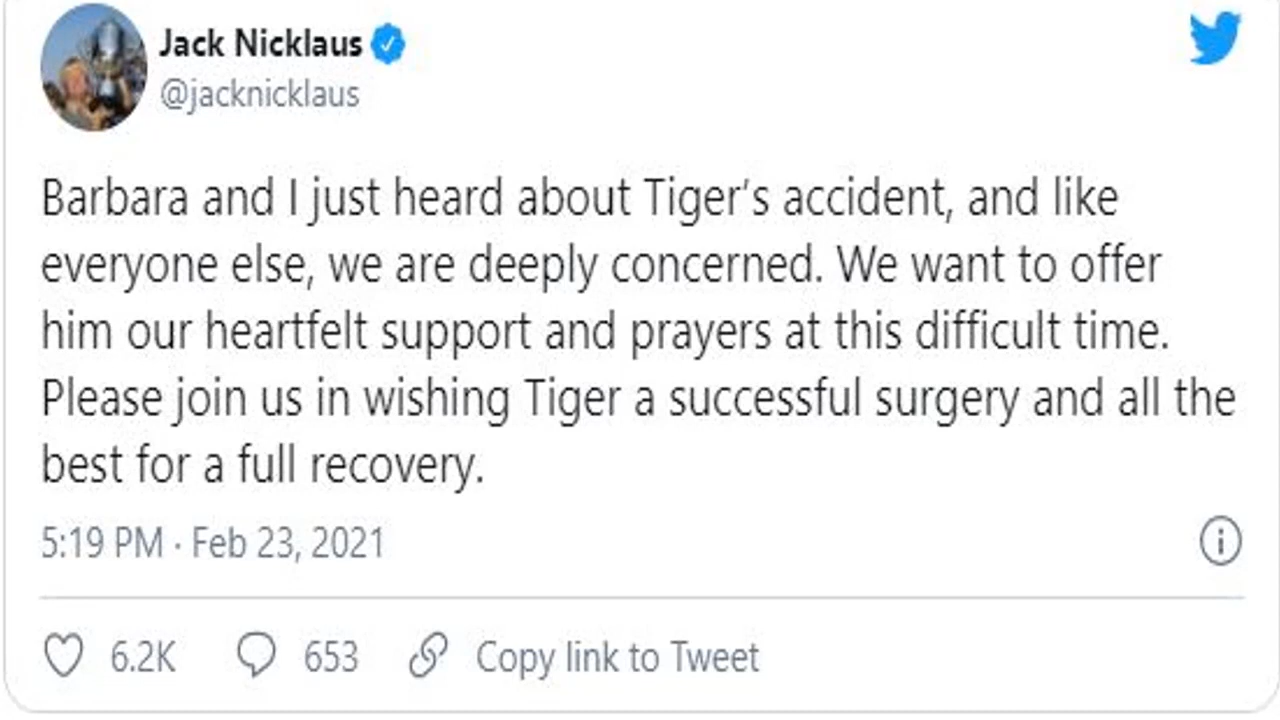 Jack Nicklaus
@jacknicklaus
Barbara and I just heard about Tiger's accident, and like
everyone else, we are deeply concerned. We want to offer
him our heartfelt support and prayers at this difficult time.
Please join us in wishing Tiger a successful surgery and all the
best for a full recovery.
5:19 PM · Feb 23, 2021
6.2K 653 Copy link to Tweet